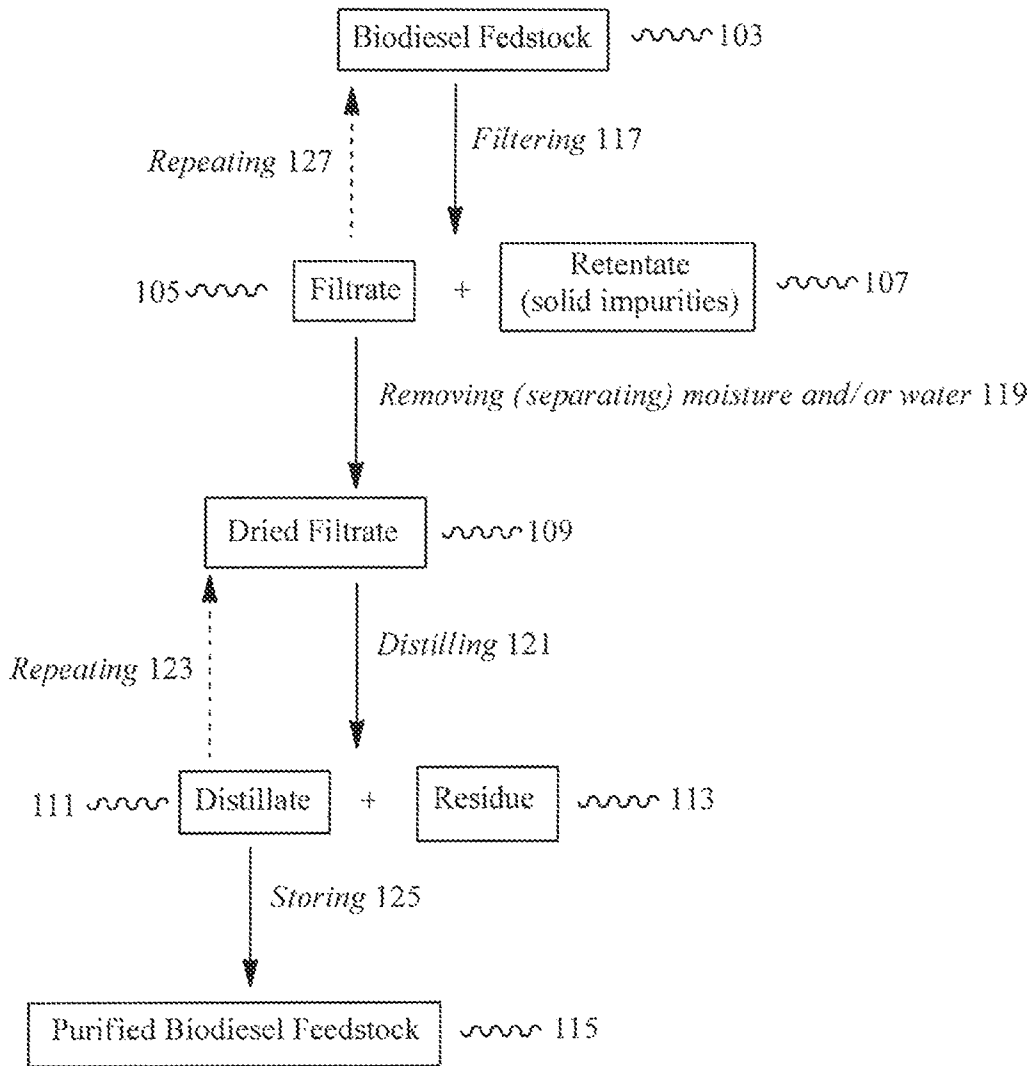 Biodiesel Fedstock 103
Filtering 117
Repeating 127
105 Filtrate + Retentate (solid impurities) 107
Removing (separating) moisture and/or water 119
Dried Filtrate 109
Distilling 121
Repeating 123
111 Distillate + Residue 113
Storing 125
Purified Biodiesel Feedstock 115